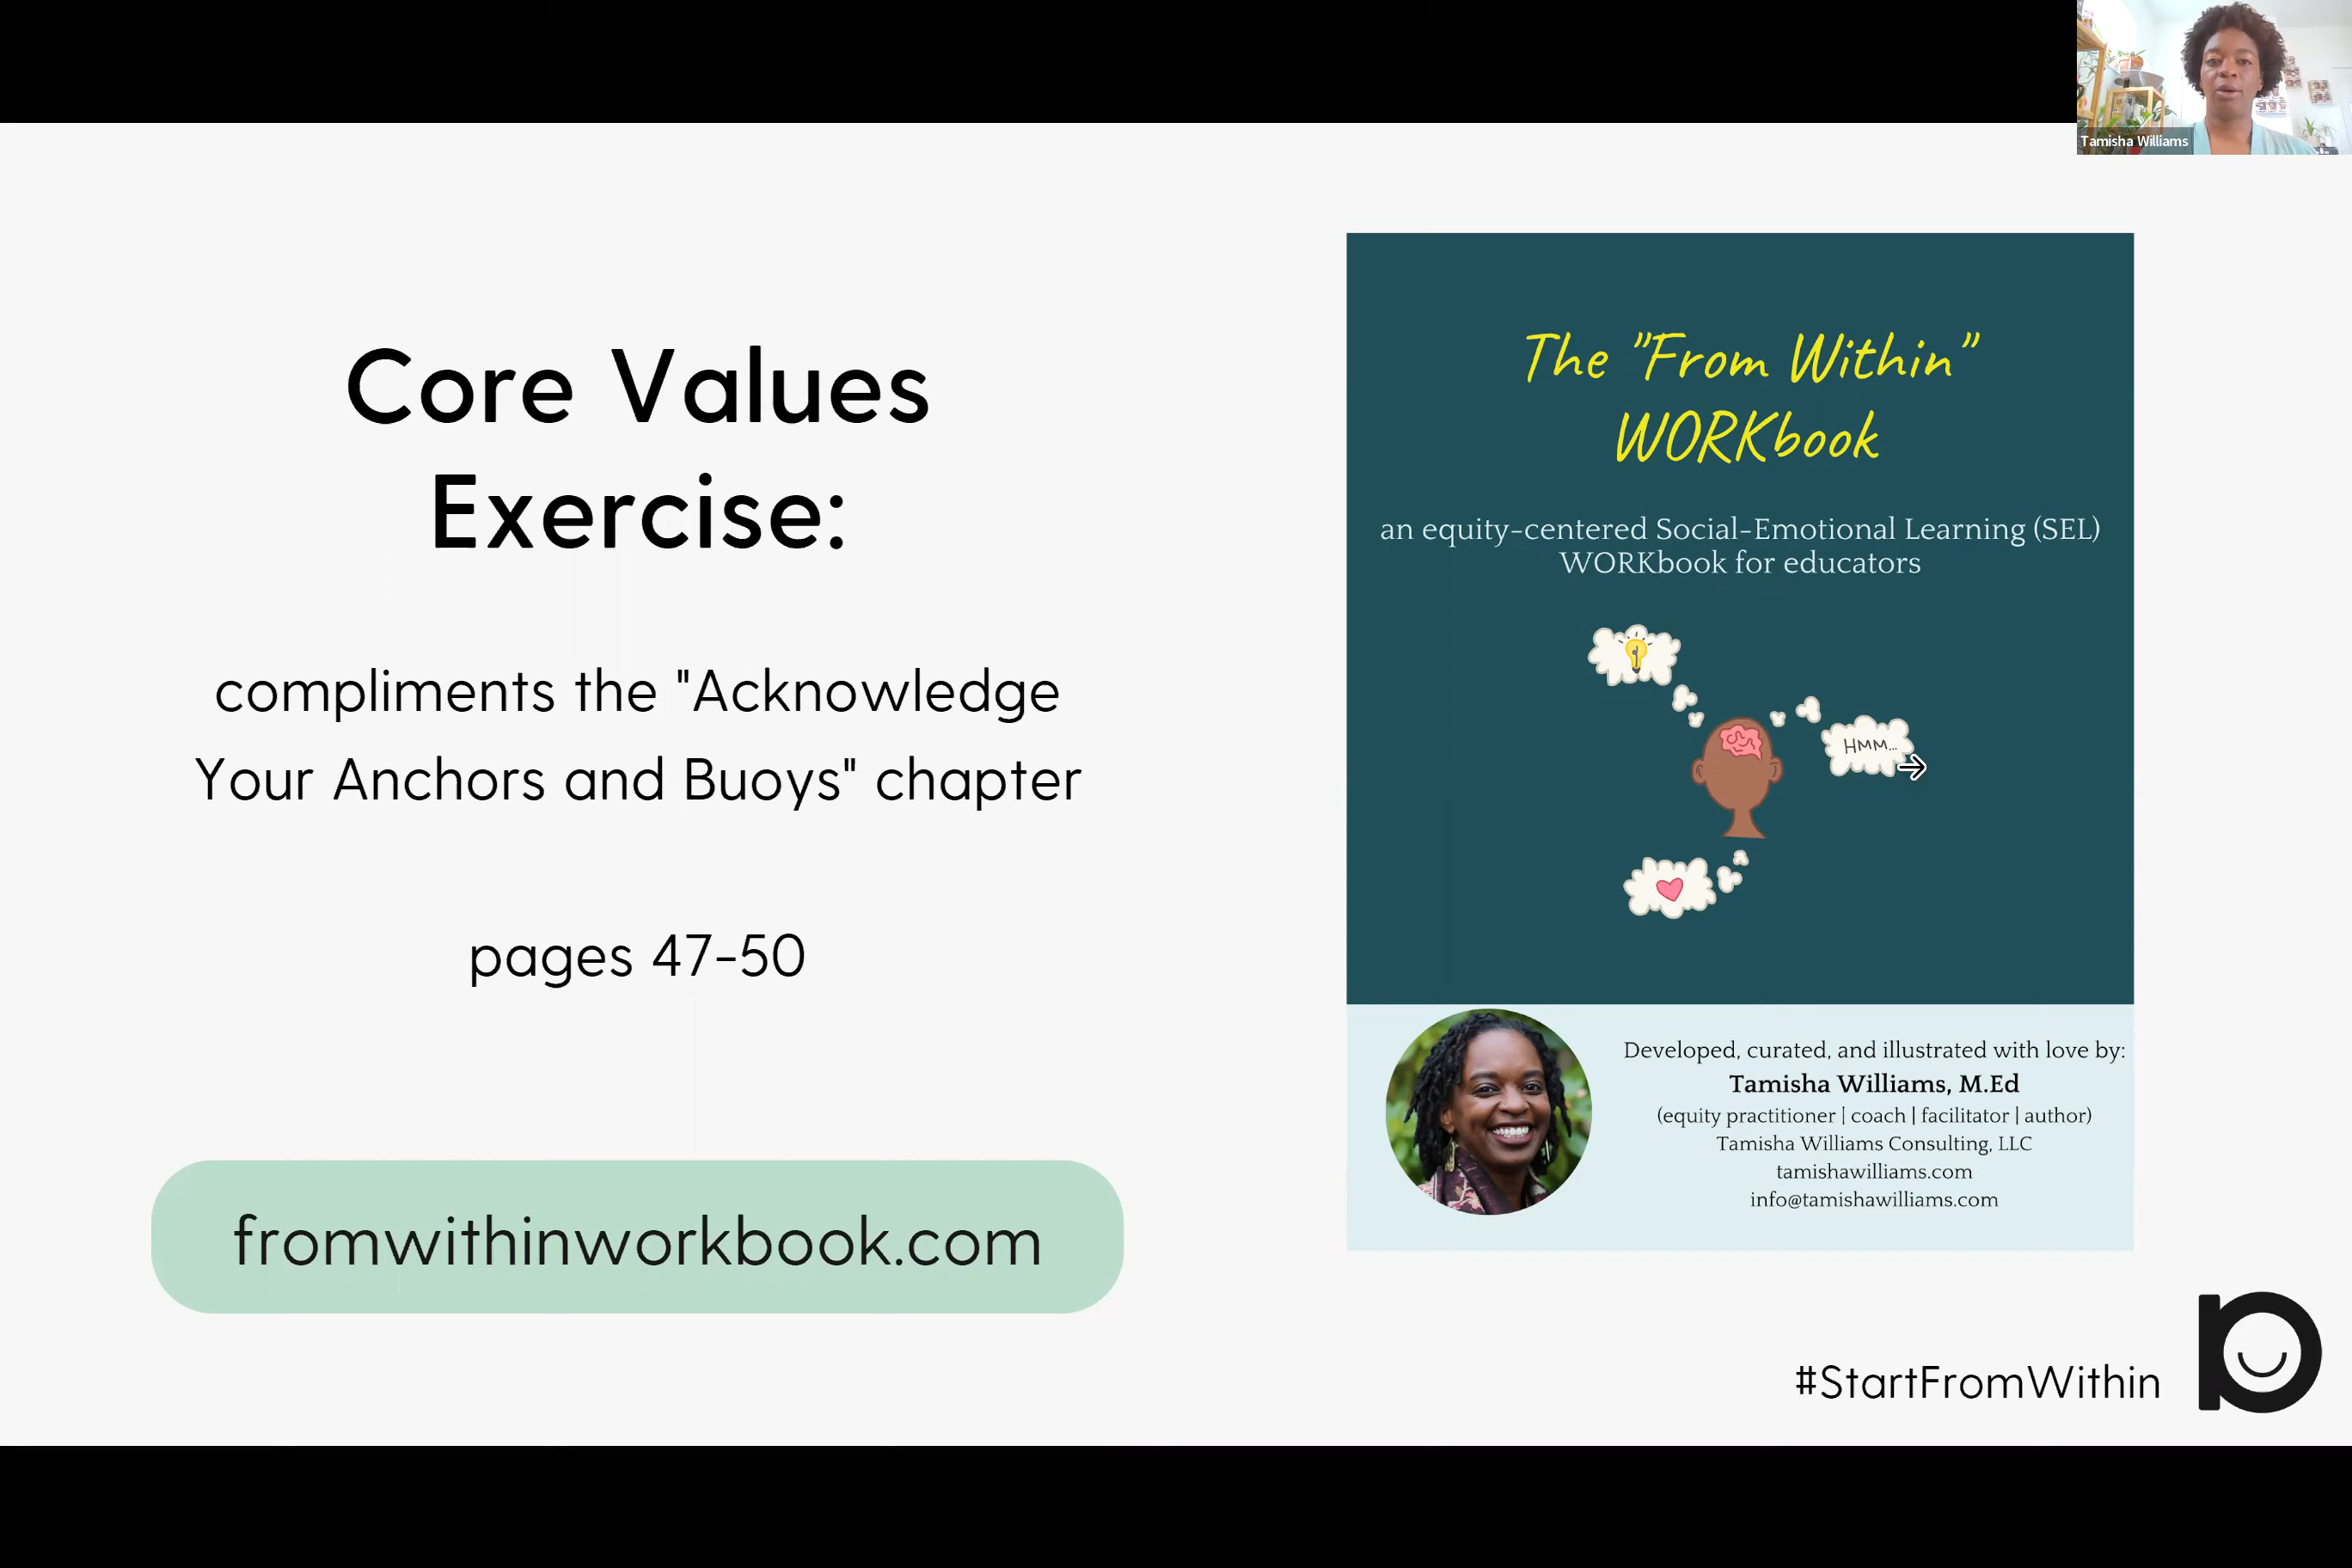 Tamisha Williams
Core Values
Exercise:
compliments the "Acknowledge
Your Anchors and Buoys" chapter
pages 47-50
fromwithinworkbook.com
The "From Within"
WORKbook
an equity-centered Social-Emotional Learning (SEL)
WORKbook for educators
HMM...
Developed, curated, and illustrated with love by:
Tamisha Williams, M.Ed
(equity practitioner | coach | facilitator | author)
Tamisha Williams Consulting, LLC
tamishawilliams.com
info@tamishawilliams.com
#StartFromWithin